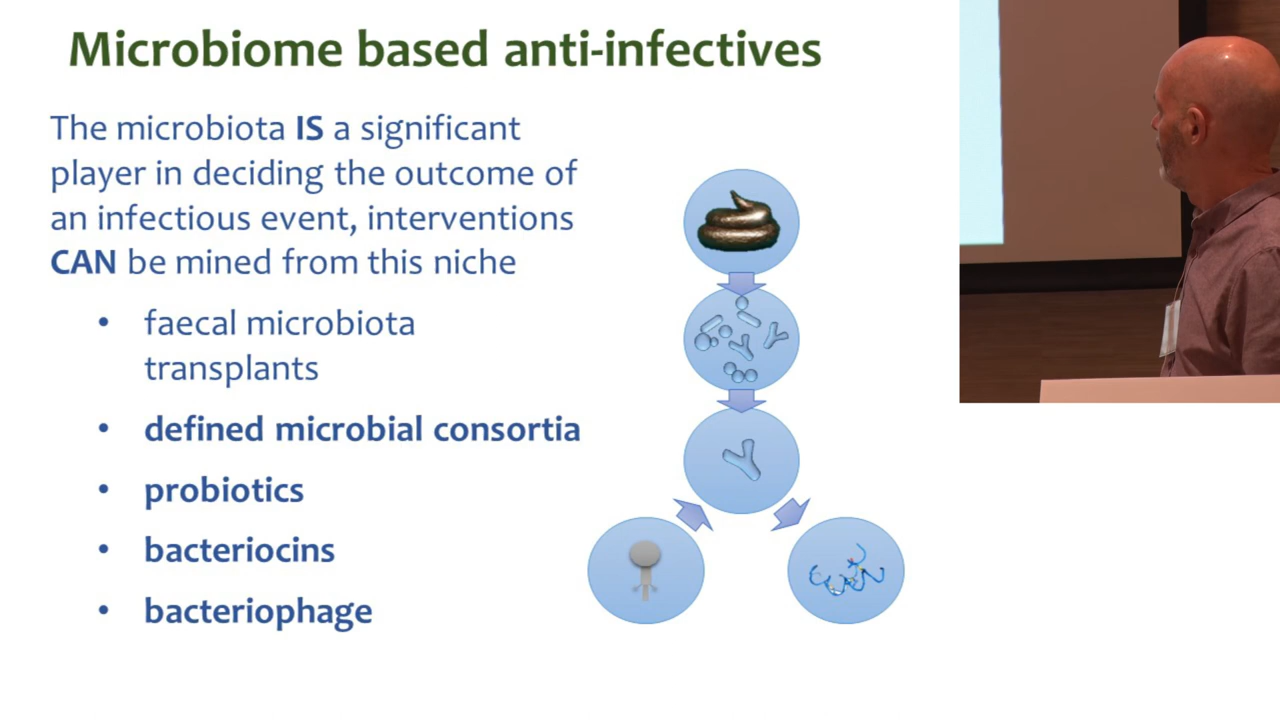 Microbiome based anti-infectives
The microbiota IS a significant
player in deciding the outcome of
an infectious event, interventions
CAN be mined from this niche
• faecal microbiota
transplants
• defined microbial consortia
• probiotics
• bacteriocins
• bacteriophage